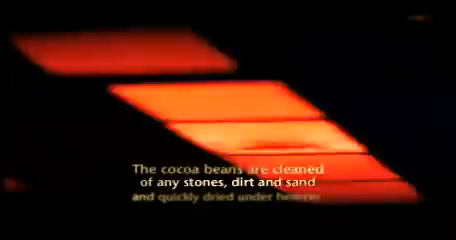 The cocoa beans are cleaned
of any stones, dirt and sand
and quickly dried under